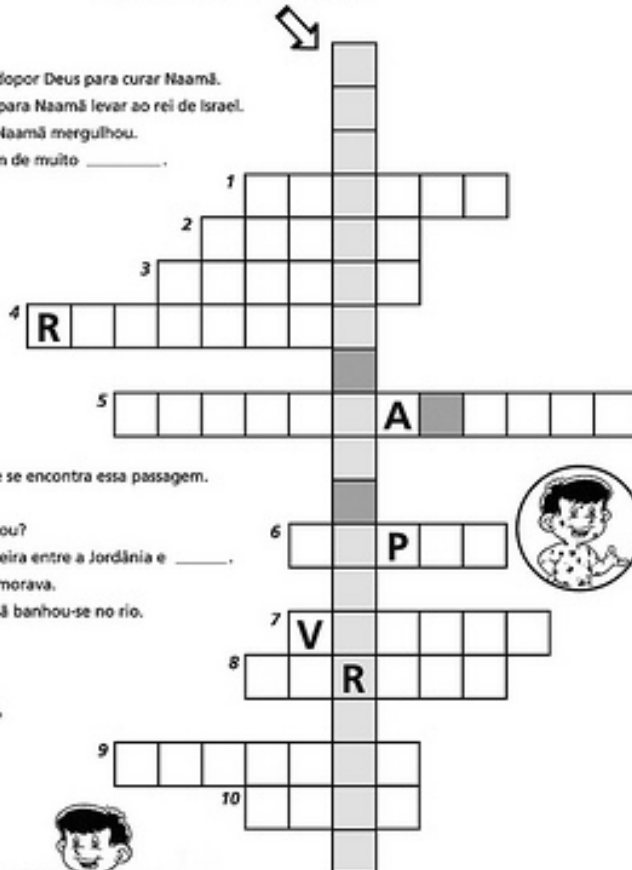 dopor Deus para curar Naamã.
para Naamã levar ao rei de Israel.
Naamã mergulhou.
de muito ________.
1
2
3
4 R
5 A
e se encontra essa passagem.
ou?
eira entre a Jordânia e ______.
morava.
ã banhou-se no rio.
6 P
7 V
8 R
9
10